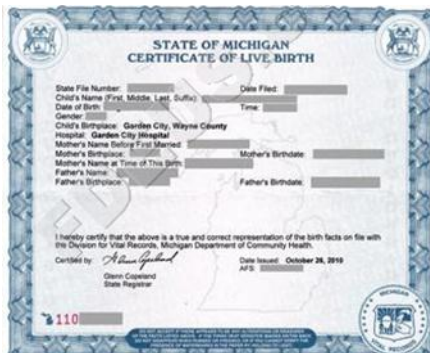 STATE OF MICHIGAN
CERTIFICATE OF LIVE BIRTH
State File Number: Date Filed:
Child's Name (First, Middle, Last, Suffix):
Date of Birth: Time:
Gender:
Child's Birthplace: Garden City, Wayne County
Hospital: Garden City Hospital
Mother's Name Before First Married:
Mother's Birthplace: Mother's Birthdate:
Mother's Name at Time of This Birth:
Father's Name:
Father's Birthplace: Father's Birthdate:
I hereby certify that the above is a true and correct representation of the birth facts on file with
the Division for Vital Records, Michigan Department of Community Health.
Certified by: Glenn Copeland Date Issued: October 26, 2010
AFS:
Glenn Copeland
State Registrar
110
MICHIGAN
VITAL RECORDS